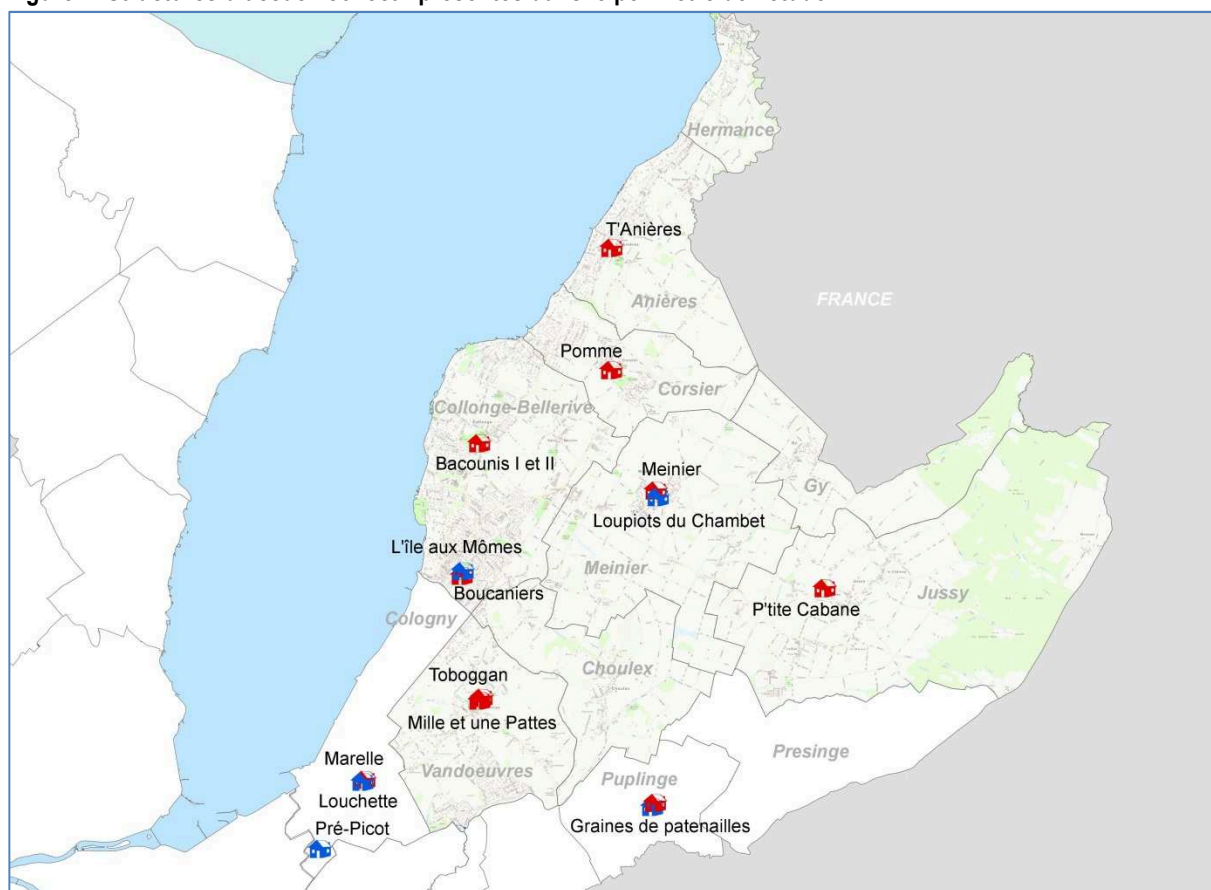 Hermance
T'Anières
Anières
FRANCE
Pomme
Corsier
Collonge-Bellerive
Bacounis I et II
Meinier
Gy
Loupiots du Chambet
L'île aux Mômes
Meinier
Boucaniers
Jussy
P'tite Cabane
Cologny
Choulex
Toboggan
Mille et une Pattes
Presinge
Marelle
Vandoeuvres
Puplinge
Louchette
Graines de patenailles
Pré-Picot